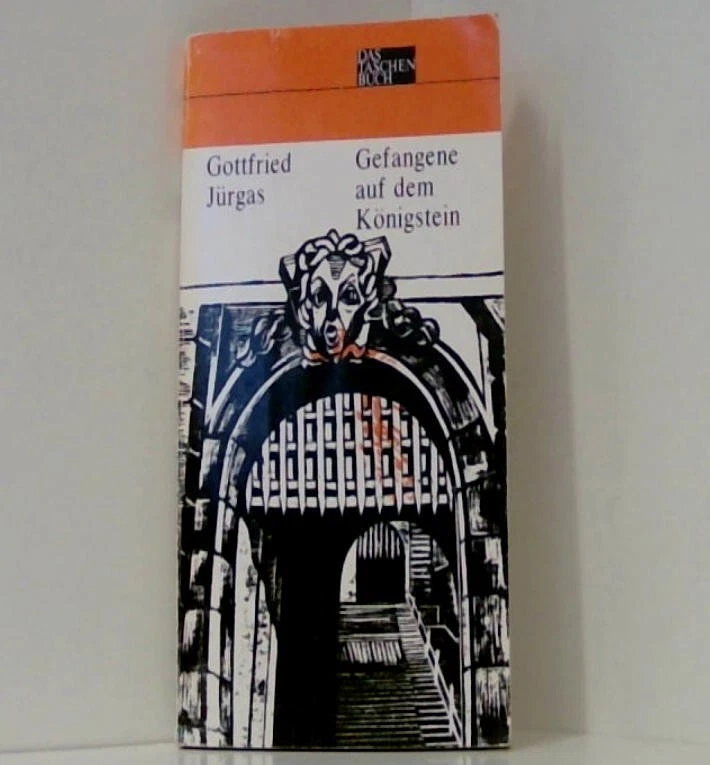 DAS
TASCHEN
BUCH
Gottfried
Jürgas
Gefangene
auf dem
Königstein